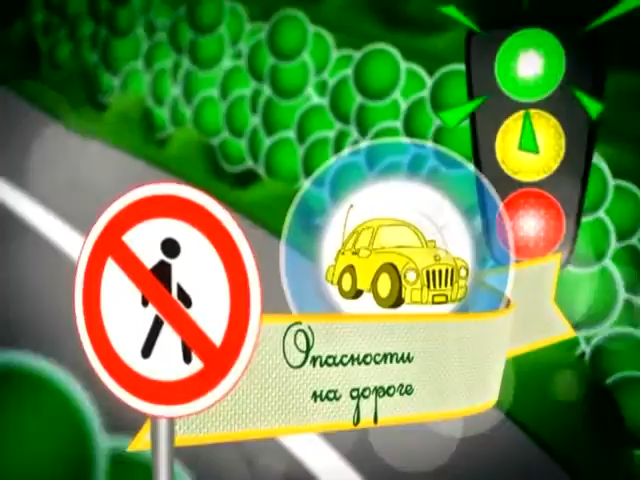 Опасности
на дороге